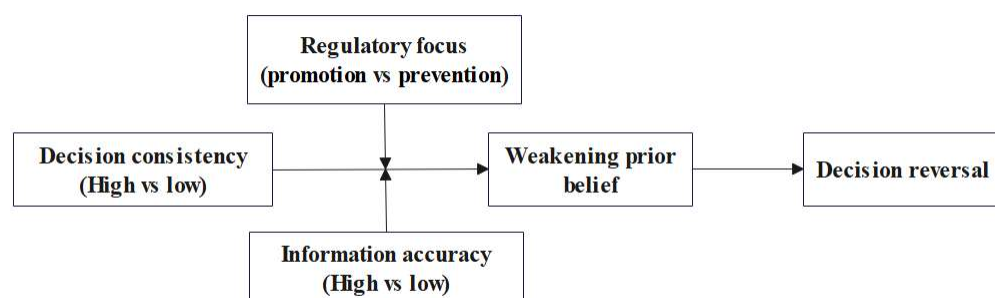 Regulatory focus
(promotion vs prevention)
Decision consistency
(High vs low)
Weakening prior
belief
Decision reversal
Information accuracy
(High vs low)